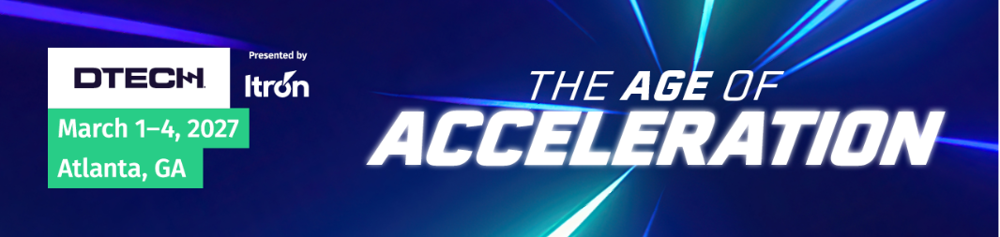 DTECH
Presented by
Itron
March 1–4, 2027
Atlanta, GA
THE AGE OF
ACCELERATION